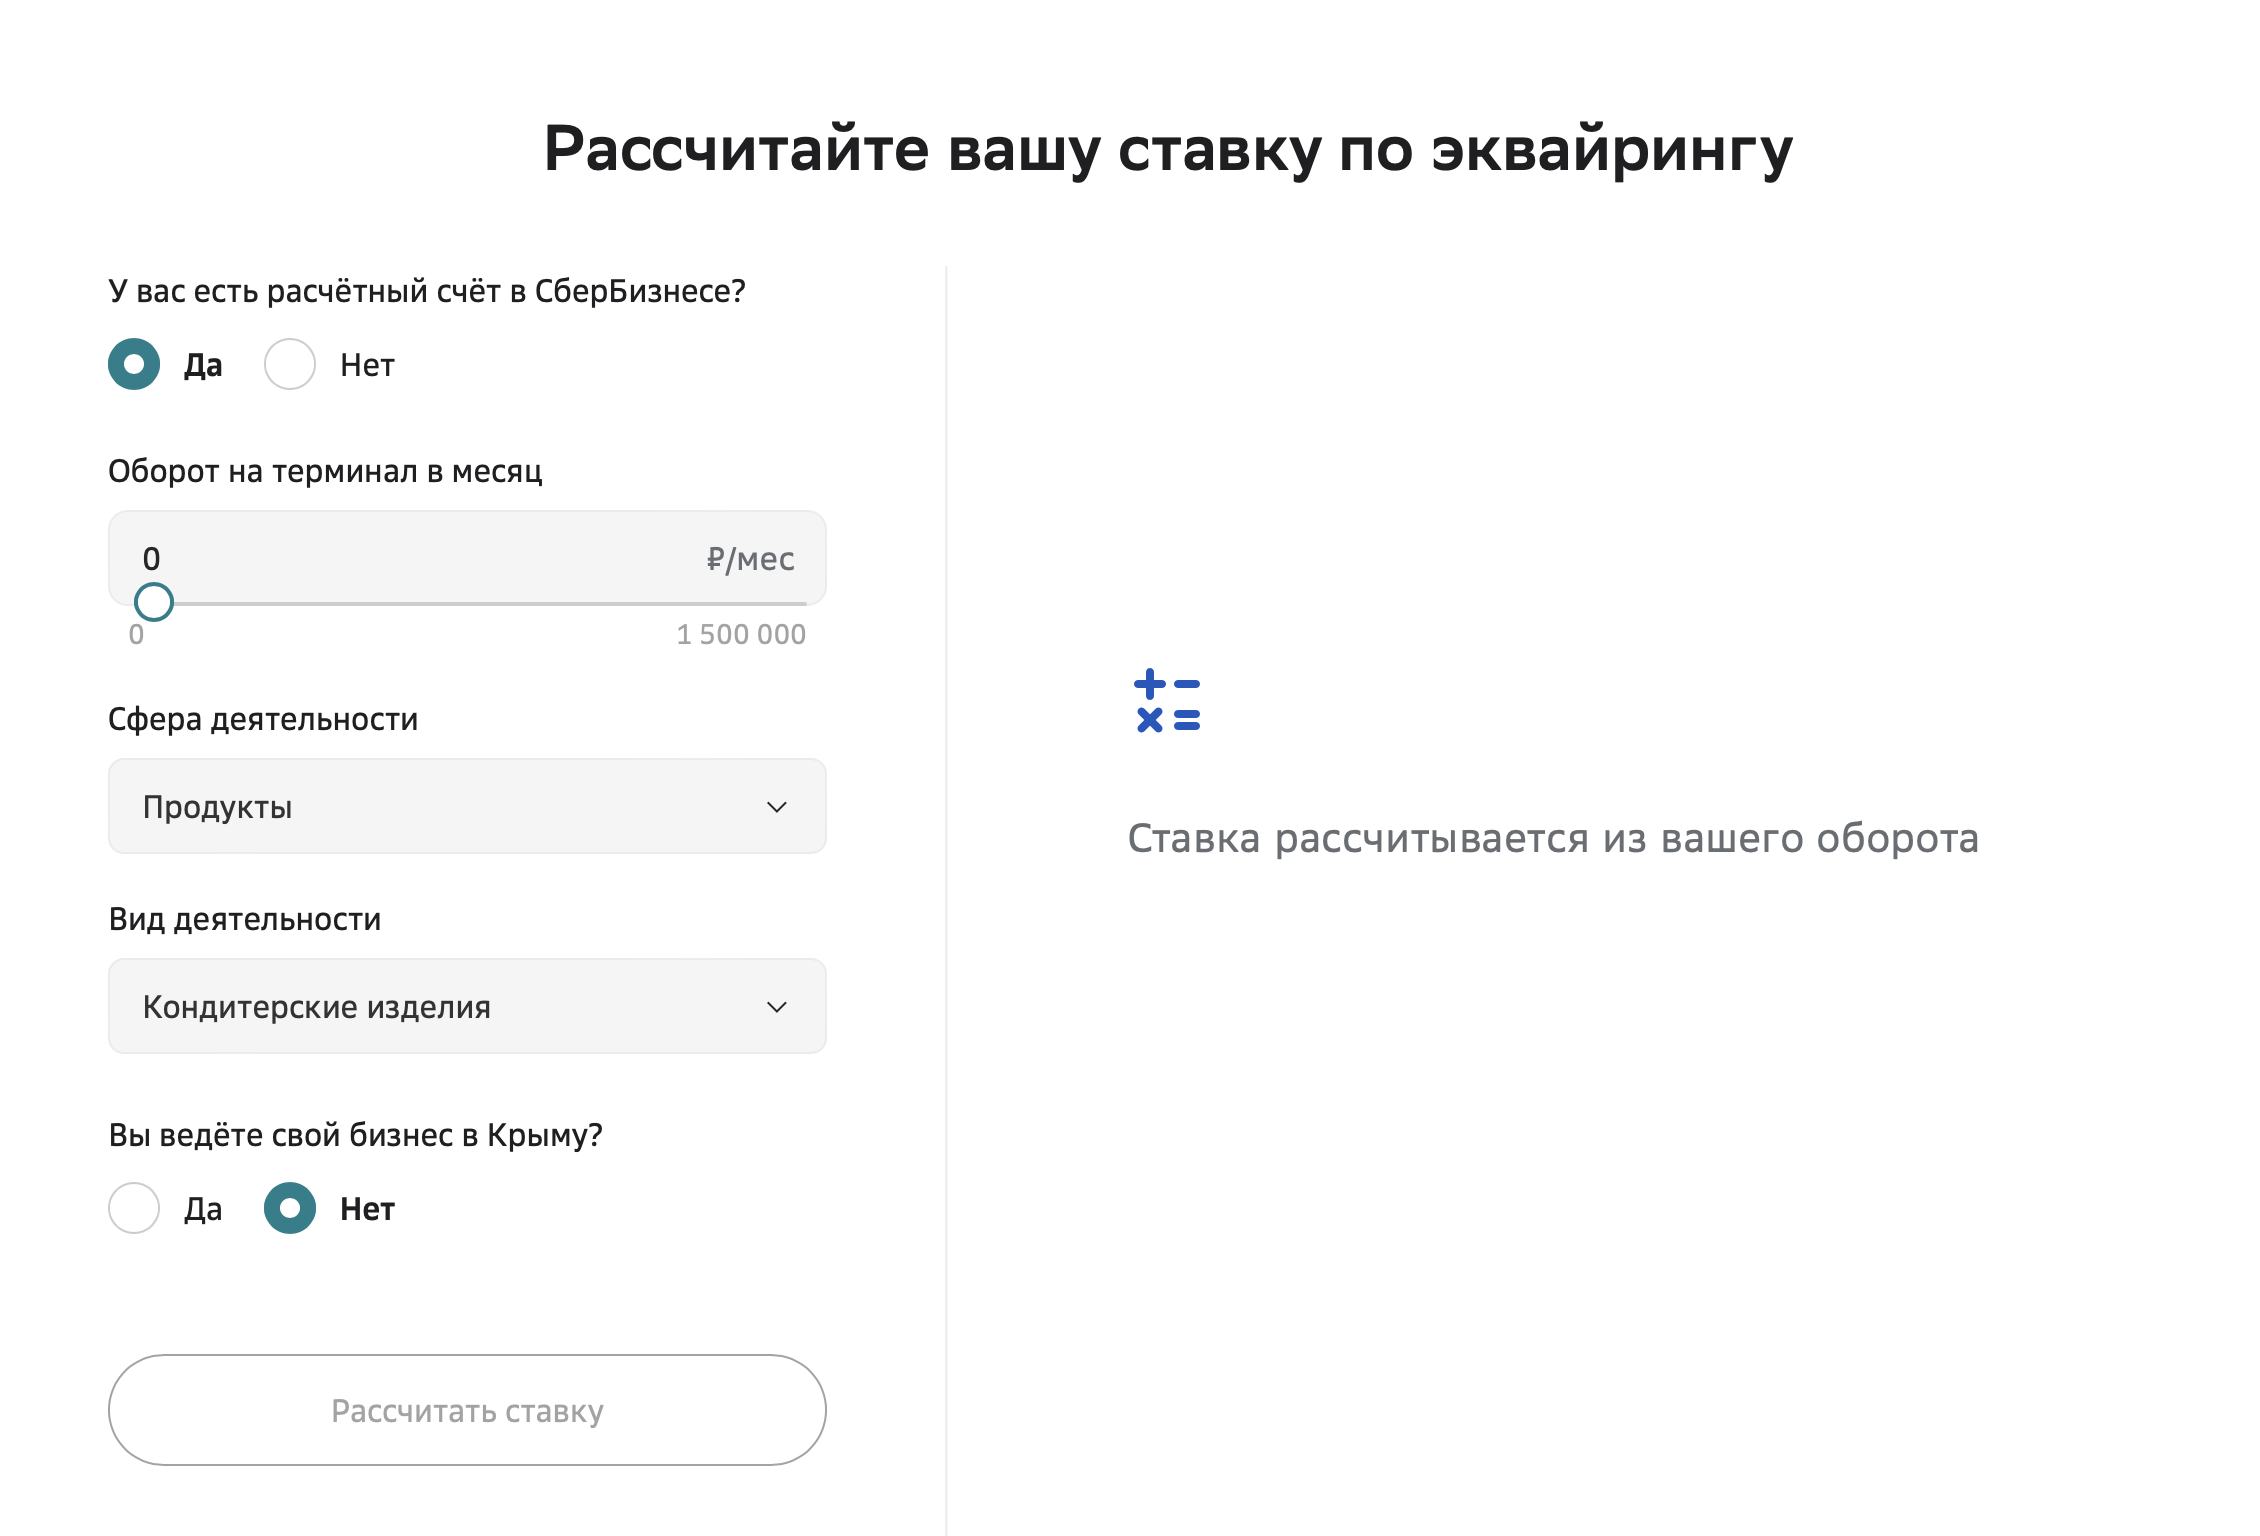 Рассчитайте вашу ставку по эквайрингу
У вас есть расчётный счёт в СберБизнесе?
Да Нет
Оборот на терминал в месяц
0 ₽/мес
0 1 500 000
Сфера деятельности
Продукты
Вид деятельности
Кондитерские изделия
Вы ведёте свой бизнес в Крыму?
Да Нет
Рассчитать ставку
Ставка рассчитывается из вашего оборота